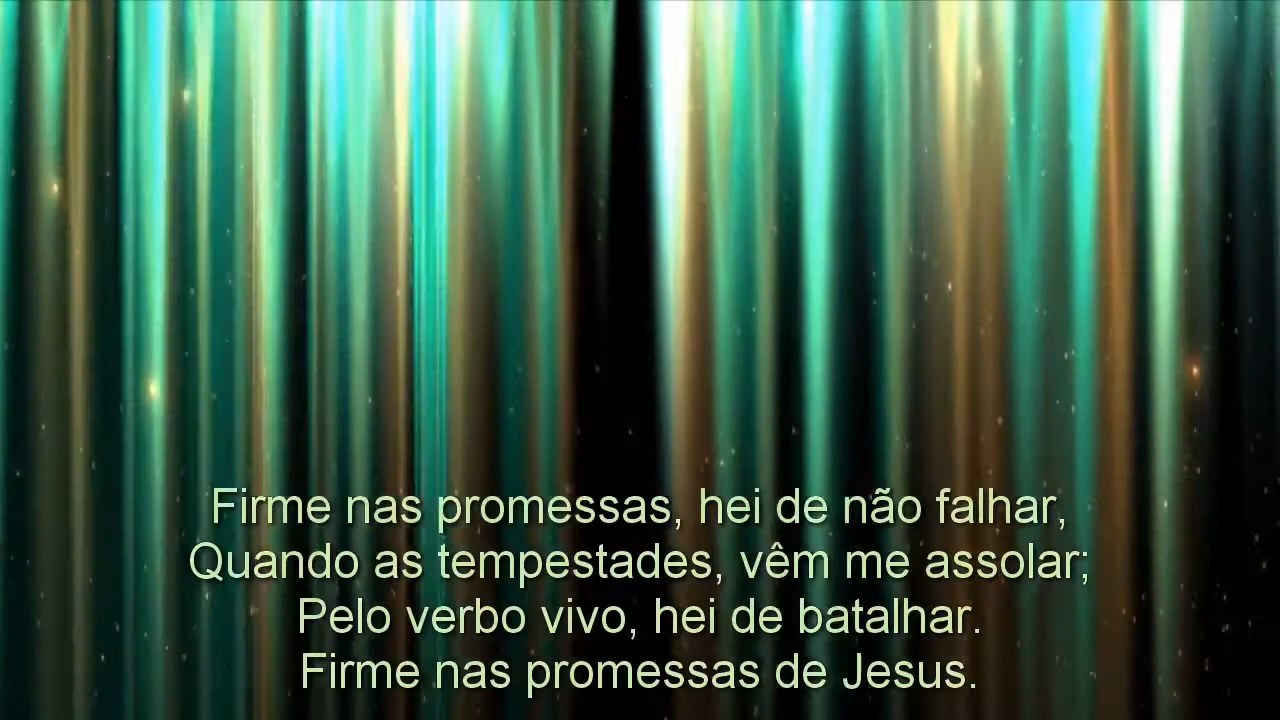 Firme nas promessas, hei de não falhar,
Quando as tempestades, vêm me assolar;
Pelo verbo vivo, hei de batalhar.
Firme nas promessas de Jesus.